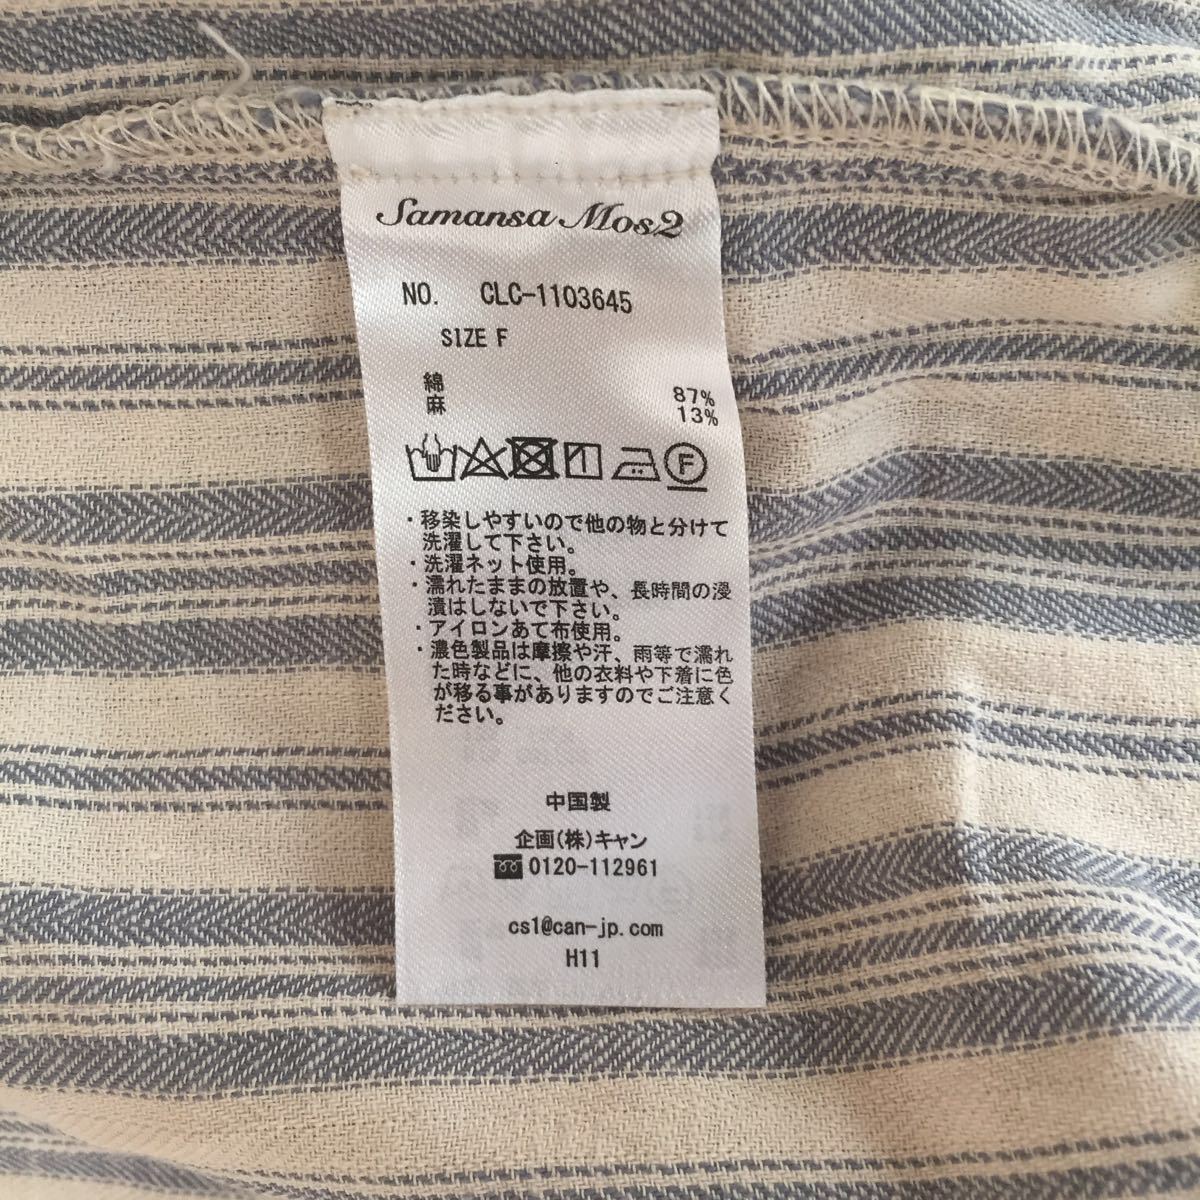 Samansa Mos2
NO. CLC-1103645
SIZE F
綿 87%
麻 13%
F
・移染しやすいので他の物と分けて
洗濯して下さい。
・洗濯ネット使用。
・濡れたままの放置や、長時間の浸
漬はしないで下さい。
・アイロンあて布使用。
・濃色製品は摩擦や汗、雨等で濡れ
た時などに、他の衣料や下着に色
が移る事がありますのでご注意く
ださい。
中国製
企画(株)キャン
0120-112961
cs1@can-jp.com
H11